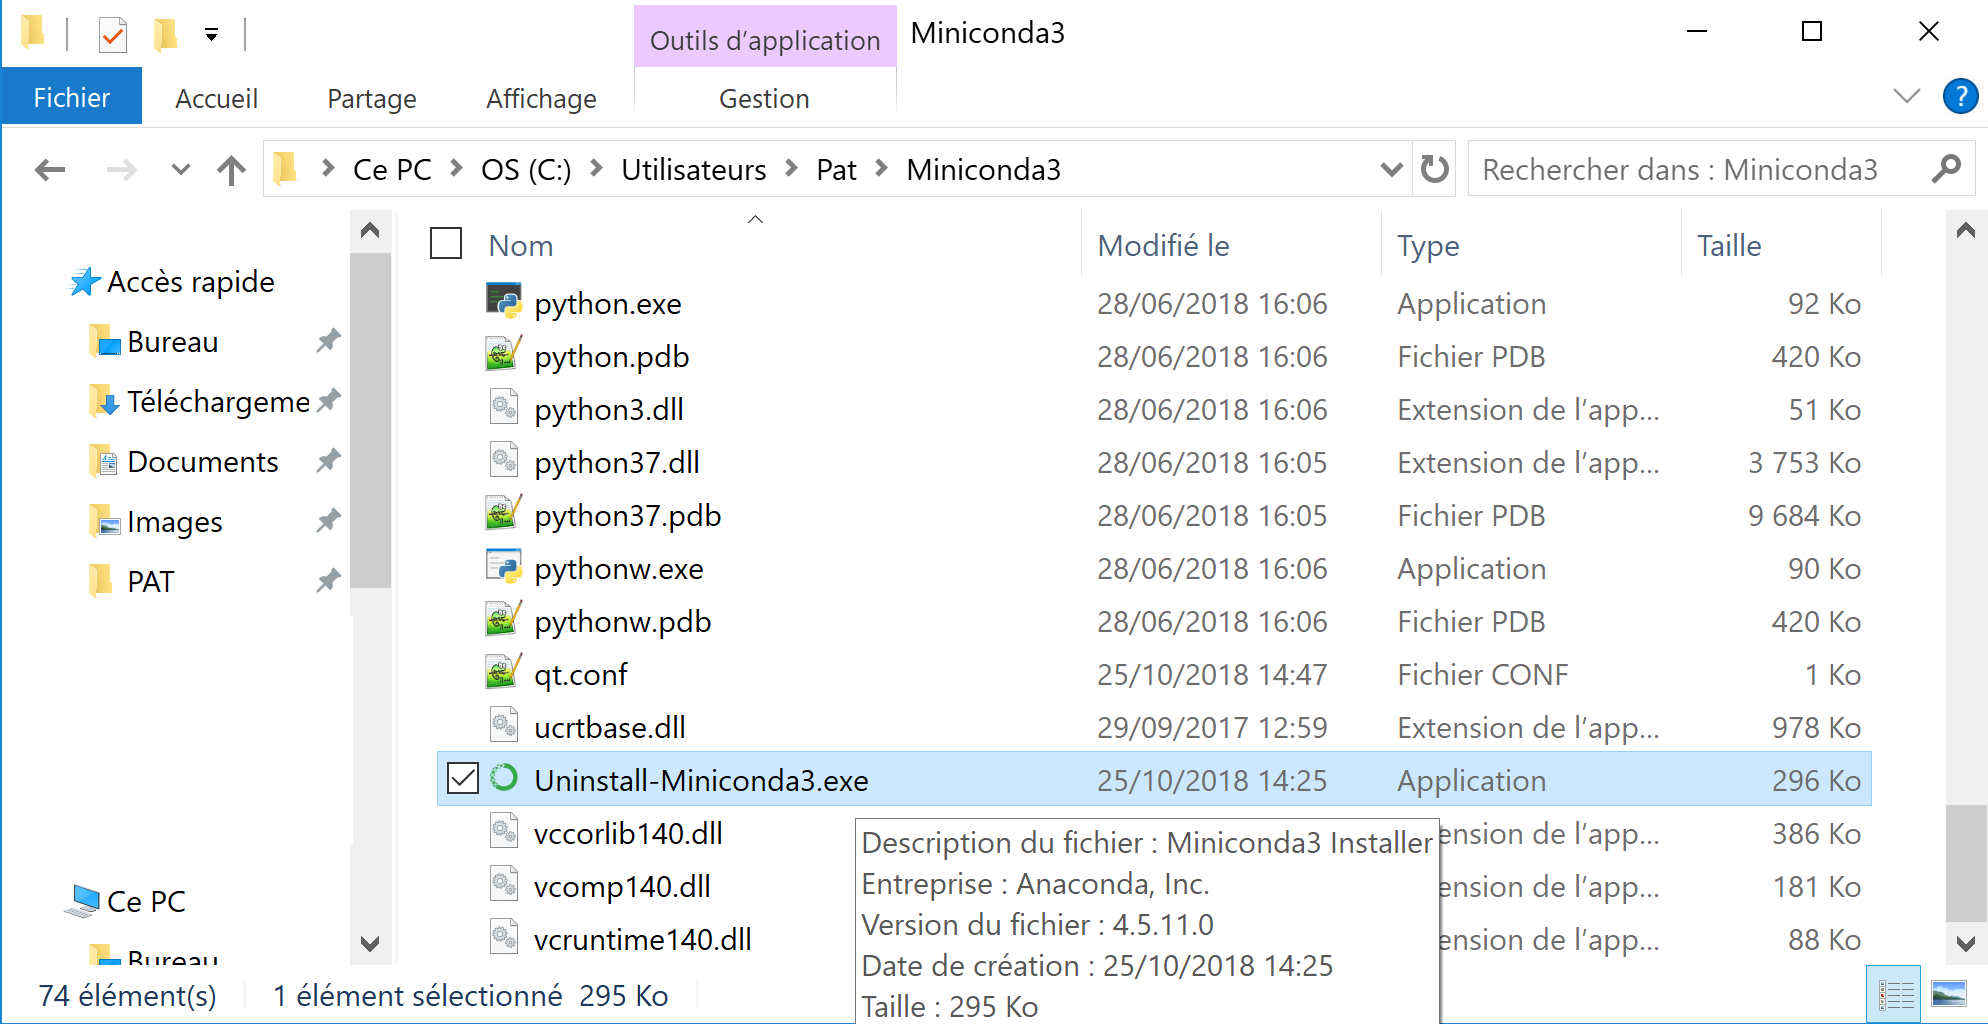 Outils d’application Miniconda3
Fichier Accueil Partage Affichage Gestion ?
Ce PC OS (C:) Utilisateurs Pat Miniconda3 Rechercher dans : Miniconda3
Nom Modifié le Type Taille
Accès rapide
Bureau
Téléchargeme
Documents
Images
PAT
Ce PC
Bureau
python.exe 28/06/2018 16:06 Application 92 Ko
python.pdb 28/06/2018 16:06 Fichier PDB 420 Ko
python3.dll 28/06/2018 16:06 Extension de l’app... 51 Ko
python37.dll 28/06/2018 16:05 Extension de l’app... 3 753 Ko
python37.pdb 28/06/2018 16:05 Fichier PDB 9 684 Ko
pythonw.exe 28/06/2018 16:06 Application 90 Ko
pythonw.pdb 28/06/2018 16:06 Fichier PDB 420 Ko
qt.conf 25/10/2018 14:47 Fichier CONF 1 Ko
ucrtbase.dll 29/09/2017 12:59 Extension de l’app... 978 Ko
Uninstall-Miniconda3.exe 25/10/2018 14:25 Application 296 Ko
vccorlib140.dll ension de l’app... 386 Ko
vcomp140.dll ension de l’app... 181 Ko
vcruntime140.dll ension de l’app... 88 Ko
Description du fichier : Miniconda3 Installer
Entreprise : Anaconda, Inc.
Version du fichier : 4.5.11.0
Date de création : 25/10/2018 14:25
Taille : 295 Ko
74 élément(s) 1 élément sélectionné 295 Ko